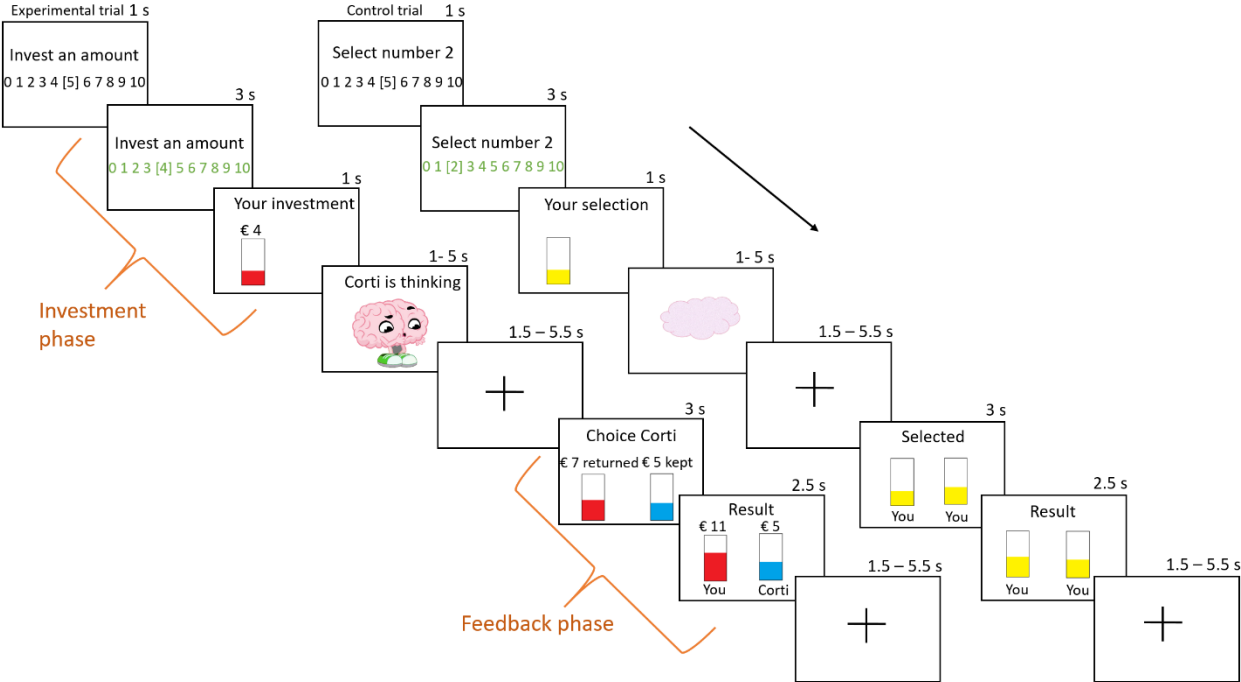 Experimental trial 1 s
Invest an amount
0 1 2 3 4 [5] 6 7 8 9 10
3 s
Invest an amount
0 1 2 3 [4] 5 6 7 8 9 10
1 s
Your investment
€ 4
1- 5 s
Corti is thinking
1.5 – 5.5 s
3 s
Choice Corti
€ 7 returned € 5 kept
2.5 s
Result
€ 11 € 5
You Corti
1.5 – 5.5 s
Investment
phase
Feedback phase
Control trial 1 s
Select number 2
0 1 2 3 4 [5] 6 7 8 9 10
3 s
Select number 2
0 1 [2] 3 4 5 6 7 8 9 10
1 s
Your selection
1- 5 s
1.5 – 5.5 s
3 s
Selected
You You
2.5 s
Result
You You
1.5 – 5.5 s